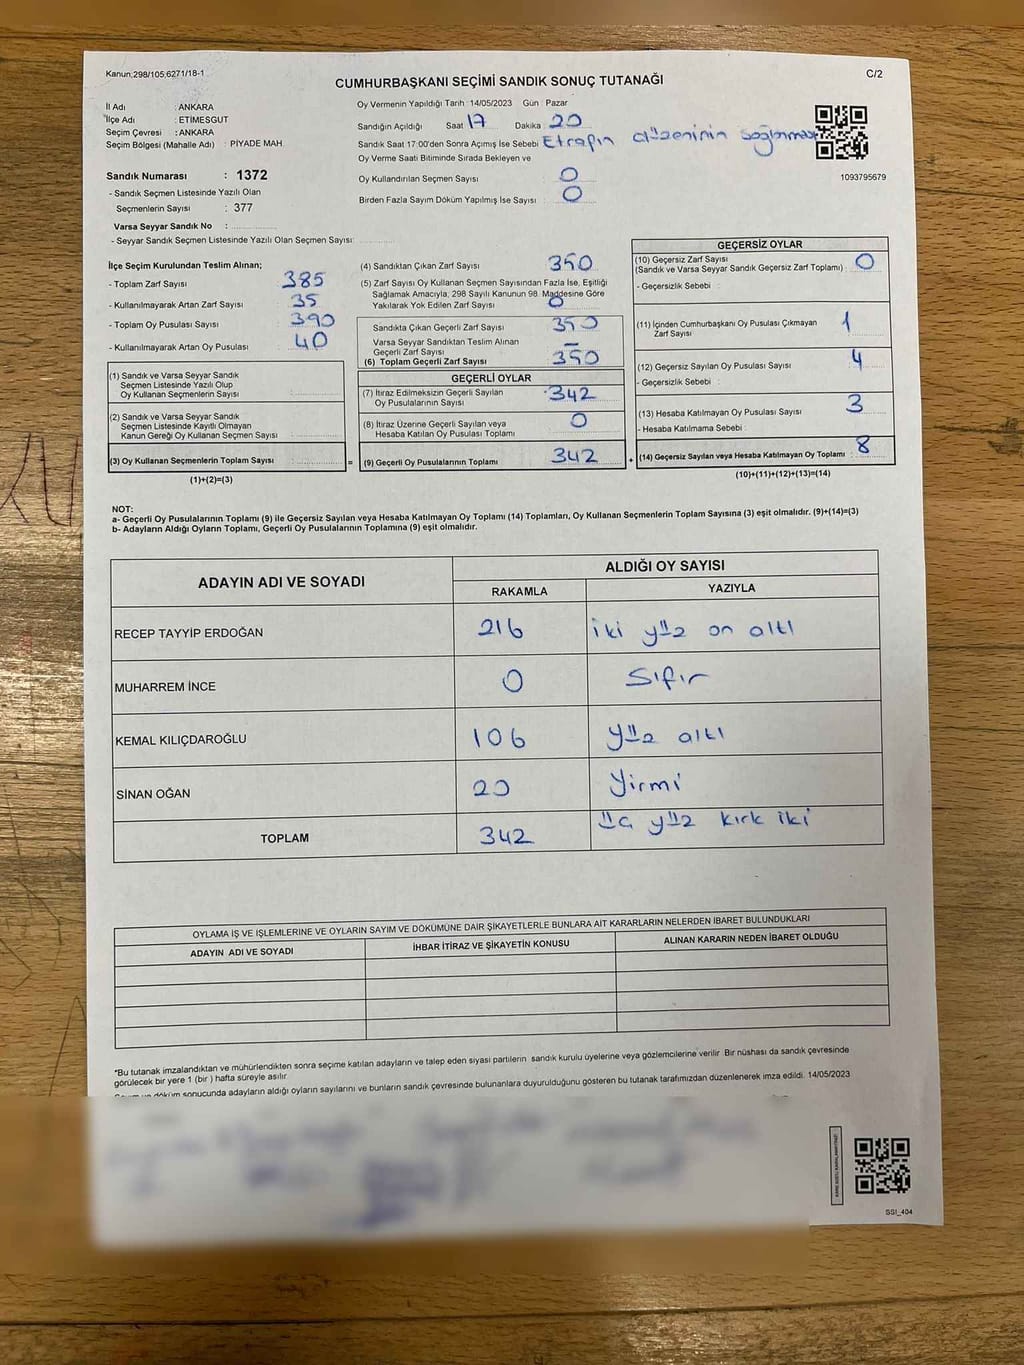 Kanun;298/105;6271/18-1
C/2
CUMHURBAŞKANI SEÇİMİ SANDIK SONUÇ TUTANAĞI
İl Adı : ANKARA
İlçe Adı : ETİMESGUT
Seçim Çevresi : ANKARA
Seçim Bölgesi (Mahalle Adı) : PİYADE MAH.
Sandık Numarası : 1372
- Sandık Seçmen Listesinde Yazılı Olan
Seçmenlerin Sayısı : 377
Varsa Seyyar Sandık No :
- Seyyar Sandık Seçmen Listesinde Yazılı Olan Seçmen Sayısı:
Oy Vermenin Yapıldığı Tarih : 14/05/2023 Gün : Pazar
Sandığın Açıldığı Saat 17 Dakika : 20
Sandık Saat 17:00'den Sonra Açımış İse Sebebi : Etrafın düzeninin sağlanması
Oy Verme Saati Bitiminde Sırada Bekleyen ve
Oy Kullandırılan Seçmen Sayısı : 0
Birden Fazla Sayım Döküm Yapılmış İse Sayısı : 0
1093795679
İlçe Seçim Kurulundan Teslim Alınan;
- Toplam Zarf Sayısı : 385
- Kullanılmayarak Artan Zarf Sayısı : 35
- Toplam Oy Pusulası Sayısı : 390
- Kullanılmayarak Artan Oy Pusulası : 40
(1) Sandık ve Varsa Seyyar Sandık
Seçmen Listesinde Yazılı Olup
Oy Kullanan Seçmenlerin Sayısı :
(2) Sandık ve Varsa Seyyar Sandık
Seçmen Listesinde Kayıtlı Olmayan
Kanun Gereği Oy Kullanan Seçmen Sayısı :
(3) Oy Kullanan Seçmenlerin Toplam Sayısı :
(1)+(2)=(3)
(4) Sandıktan Çıkan Zarf Sayısı : 350
(5) Zarf Sayısı Oy Kullanan Seçmen Sayısından Fazla İse, Eşitliği
Sağlamak Amacıyla, 298 Sayılı Kanunun 98. Maddesine Göre
Yakılarak Yok Edilen Zarf Sayısı : 0
Sandıkta Çıkan Geçerli Zarf Sayısı : 350
Varsa Seyyar Sandıktan Teslim Alınan
Geçerli Zarf Sayısı : –
(6) Toplam Geçerli Zarf Sayısı : 350
GEÇERLİ OYLAR
(7) İtiraz Edilmeksizin Geçerli Sayılan
Oy Pusulalarının Sayısı : 342
(8) İtiraz Üzerine Geçerli Sayılan veya
Hesaba Katılan Oy Pusulası Toplamı : 0
= (9) Geçerli Oy Pusulalarının Toplamı : 342
GEÇERSİZ OYLAR
(10) Geçersiz Zarf Sayısı
(Sandık ve Varsa Seyyar Sandık Geçersiz Zarf Toplamı) : 0
- Geçersizlik Sebebi :
(11) İçinden Cumhurbaşkanı Oy Pusulası Çıkmayan
Zarf Sayısı : 1
(12) Geçersiz Sayılan Oy Pusulası Sayısı : 4
- Geçersizlik Sebebi :
(13) Hesaba Katılmayan Oy Pusulası Sayısı : 3
- Hesaba Katılmama Sebebi :
+ (14) Geçersiz Sayılan veya Hesaba Katılmayan Oy Toplamı : 8
(10)+(11)+(12)+(13)=(14)
NOT:
a- Geçerli Oy Pusulalarının Toplamı (9) ile Geçersiz Sayılan veya Hesaba Katılmayan Oy Toplamı (14) Toplamları, Oy Kullanan Seçmenlerin Toplam Sayısına (3) eşit olmalıdır. (9)+(14)=(3)
b- Adayların Aldığı Oyların Toplamı, Geçerli Oy Pusulalarının Toplamına (9) eşit olmalıdır.
ADAYIN ADI VE SOYADI
ALDIĞI OY SAYISI
RAKAMLA YAZIYLA
RECEP TAYYİP ERDOĞAN 216 iki yüz on altı
MUHARREM İNCE 0 Sıfır
KEMAL KILIÇDAROĞLU 106 yüz altı
SİNAN OĞAN 20 Yirmi
TOPLAM 342 üç yüz kırk iki
OYLAMA İŞ VE İŞLEMLERİNE VE OYLARIN SAYIM VE DÖKÜMÜNE DAİR ŞİKAYETLERLE BUNLARA AİT KARARLARIN NELERDEN İBARET BULUNDUKLARI
ADAYIN ADI VE SOYADI İHBAR İTİRAZ VE ŞİKAYETİN KONUSU ALINAN KARARIN NEDEN İBARET OLDUĞU
*Bu tutanak imzalandıktan ve mühürlendikten sonra seçime katılan adayların ve talep eden siyasi partilerin sandık kurulu üyelerine veya gözlemcilerine verilir. Bir nüshası da sandık çevresinde
görülecek bir yere 1 (bir ) hafta süreyle asılır.
döküm sonucunda adayların aldığı oyların sayılarını ve bunların sandık çevresinde bulunanlara duyurulduğunu gösteren bu tutanak tarafımızdan düzenlenerek imza edildi. 14/05/2023
SSI_404